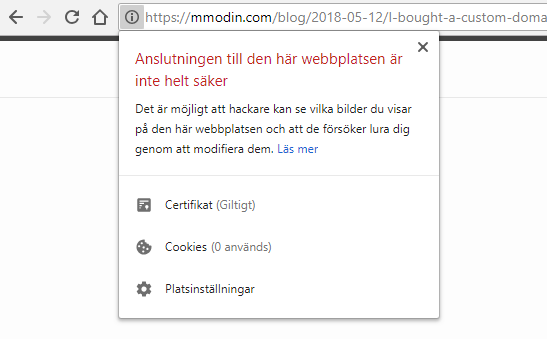 https://mmodin.com/blog/2018-05-12/I-bought-a-custom-doma
Anslutningen till den här webbplatsen är
inte helt säker
Det är möjligt att hackare kan se vilka bilder du visar
på den här webbplatsen och att de försöker lura dig
genom att modifiera dem. Läs mer
Certifikat (Giltigt)
Cookies (0 används)
Platsinställningar